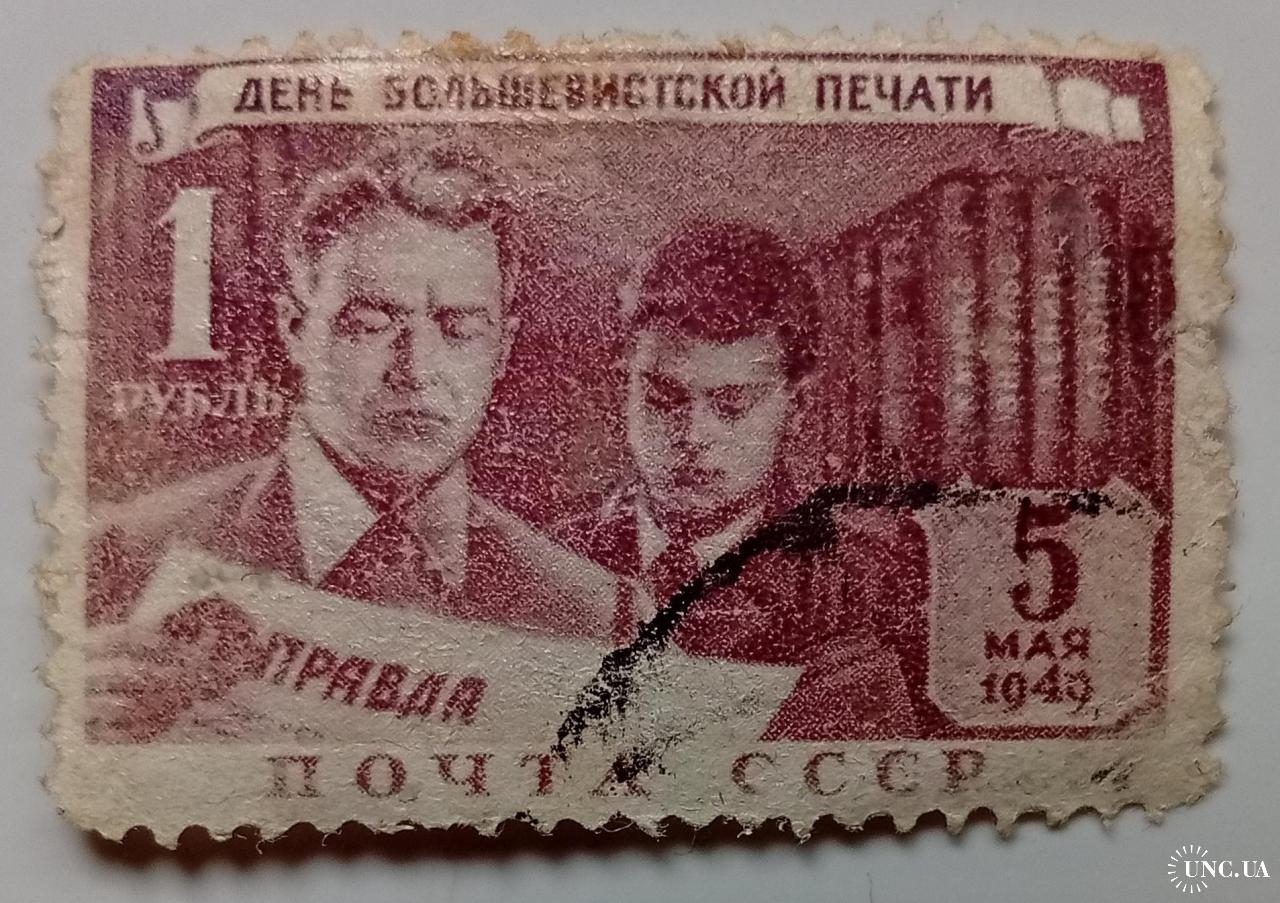 ДЕНЬ БОЛЬШЕВИСТСКОЙ ПЕЧАТИ
1
РУБЛЬ
5
МАЯ
1949
ПРАВДА
ПОЧТА СССР
UNC.UA